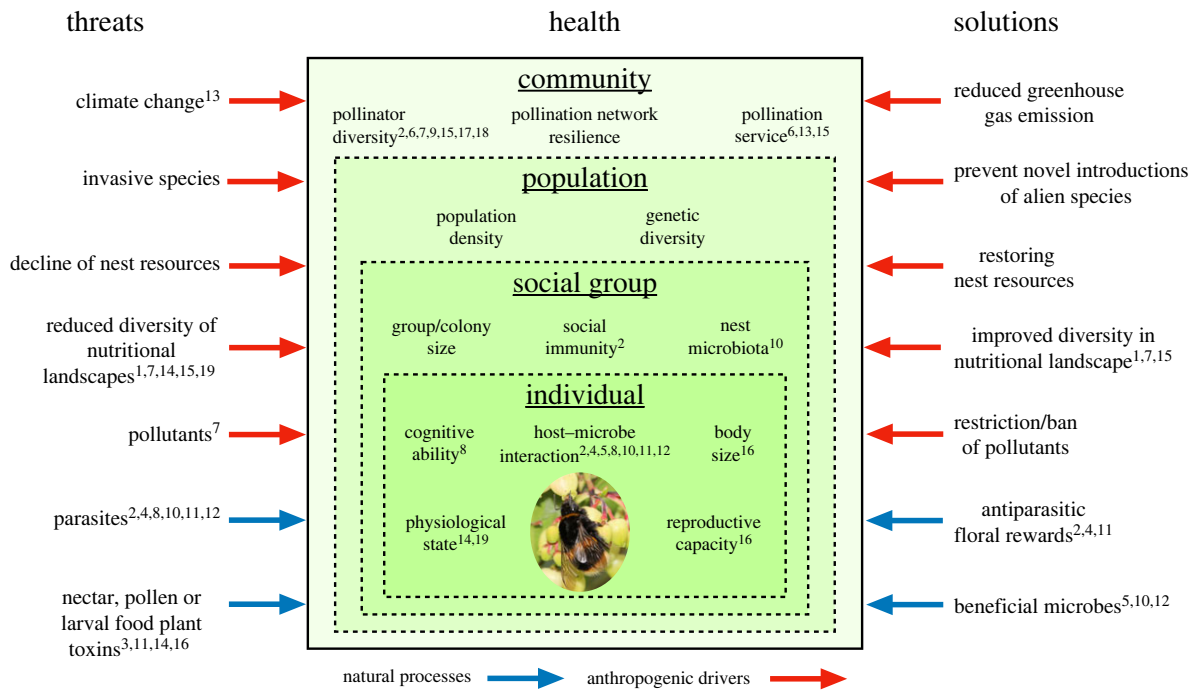 threats
health
solutions
climate change13
invasive species
decline of nest resources
reduced diversity of
nutritional
landscapes1,7,14,15,19
pollutants7
parasites2,4,8,10,11,12
nectar, pollen or
larval food plant
toxins3,11,14,16
community
pollinator
diversity2,6,7,9,15,17,18
pollination network
resilience
pollination
service6,13,15
population
population
density
genetic
diversity
social group
group/colony
size
social
immunity2
nest
microbiota10
individual
cognitive
ability8
host–microbe
interaction2,4,5,8,10,11,12
body
size16
physiological
state14,19
reproductive
capacity16
reduced greenhouse
gas emission
prevent novel introductions
of alien species
restoring
nest resources
improved diversity in
nutritional landscape1,7,15
restriction/ban
of pollutants
antiparasitic
floral rewards2,4,11
beneficial microbes5,10,12
natural processes
anthropogenic drivers